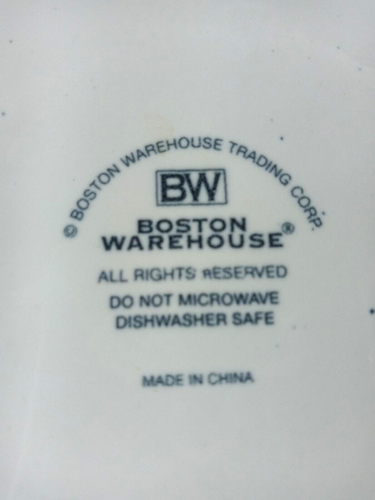 © BOSTON WAREHOUSE TRADING CORP.
BW
BOSTON
WAREHOUSE®
ALL RIGHTS RESERVED
DO NOT MICROWAVE
DISHWASHER SAFE
MADE IN CHINA